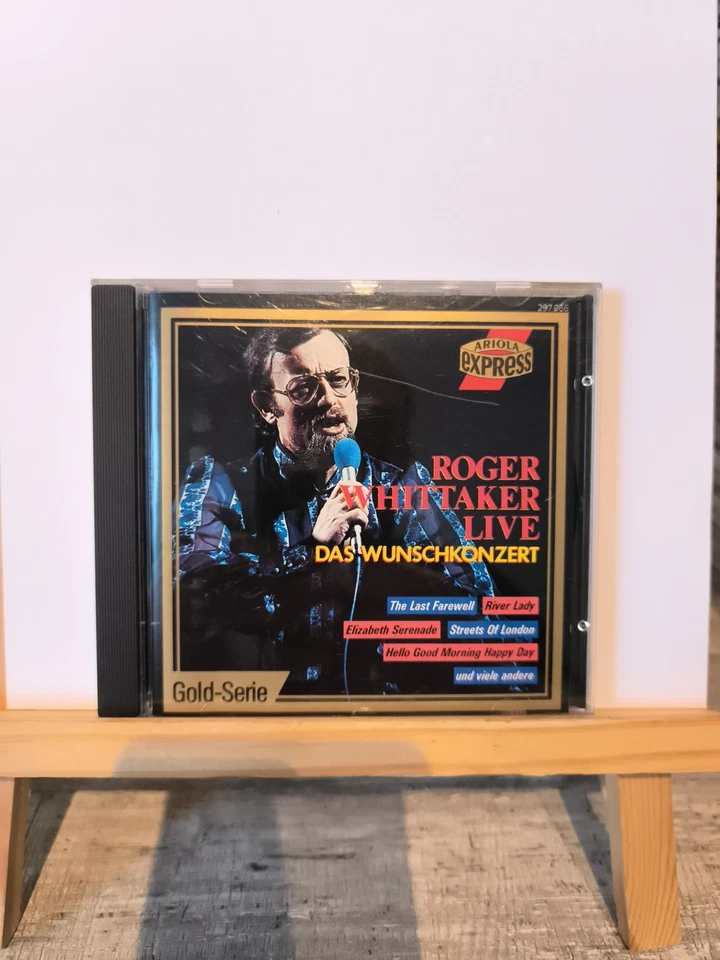 297 966
ARIOLA
EXPRESS
ROGER
WHITTAKER
LIVE
DAS WUNSCHKONZERT
The Last Farewell River Lady
Elizabeth Serenade Streets Of London
Hello Good Morning Happy Day
und viele andere
Gold-Serie